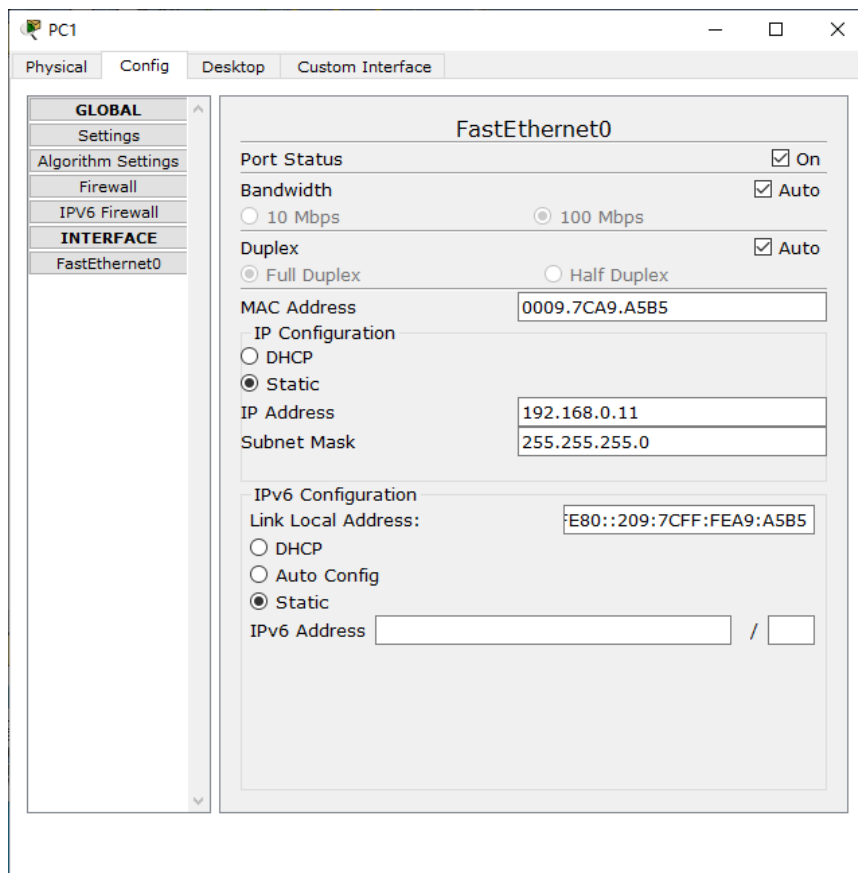 PC1
Physical Config Desktop Custom Interface
GLOBAL
Settings
Algorithm Settings
Firewall
IPV6 Firewall
INTERFACE
FastEthernet0
FastEthernet0
Port Status On
Bandwidth Auto
10 Mbps 100 Mbps
Duplex Auto
Full Duplex Half Duplex
MAC Address 0009.7CA9.A5B5
IP Configuration
DHCP
Static
IP Address 192.168.0.11
Subnet Mask 255.255.255.0
IPv6 Configuration
Link Local Address: FE80::209:7CFF:FEA9:A5B5
DHCP
Auto Config
Static
IPv6 Address /